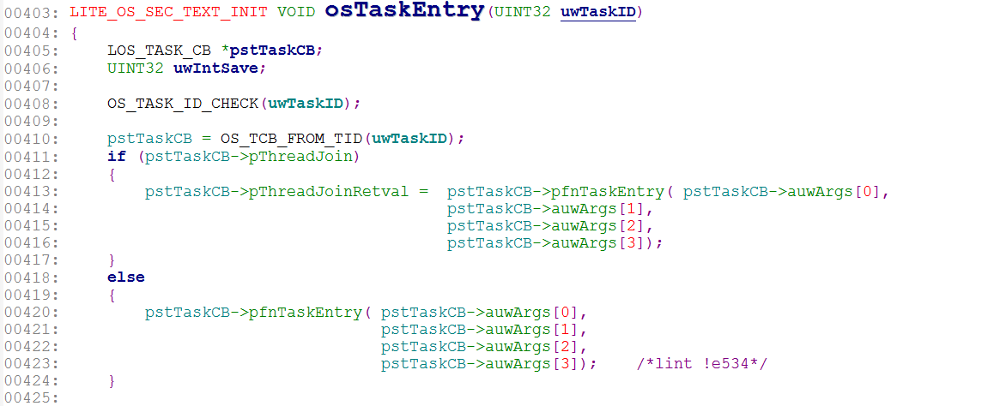 00403: LITE_OS_SEC_TEXT_INIT VOID osTaskEntry(UINT32 uwTaskID)
00404: {
00405:     LOS_TASK_CB *pstTaskCB;
00406:     UINT32 uwIntSave;
00407:
00408:     OS_TASK_ID_CHECK(uwTaskID);
00409:
00410:     pstTaskCB = OS_TCB_FROM_TID(uwTaskID);
00411:     if (pstTaskCB->pThreadJoin)
00412:     {
00413:         pstTaskCB->pThreadJoinRetval =  pstTaskCB->pfnTaskEntry( pstTaskCB->auwArgs[0],
00414:                                         pstTaskCB->auwArgs[1],
00415:                                         pstTaskCB->auwArgs[2],
00416:                                         pstTaskCB->auwArgs[3]);
00417:     }
00418:     else
00419:     {
00420:         pstTaskCB->pfnTaskEntry( pstTaskCB->auwArgs[0],
00421:                                  pstTaskCB->auwArgs[1],
00422:                                  pstTaskCB->auwArgs[2],
00423:                                  pstTaskCB->auwArgs[3]);    /*lint !e534*/
00424:     }
00425: